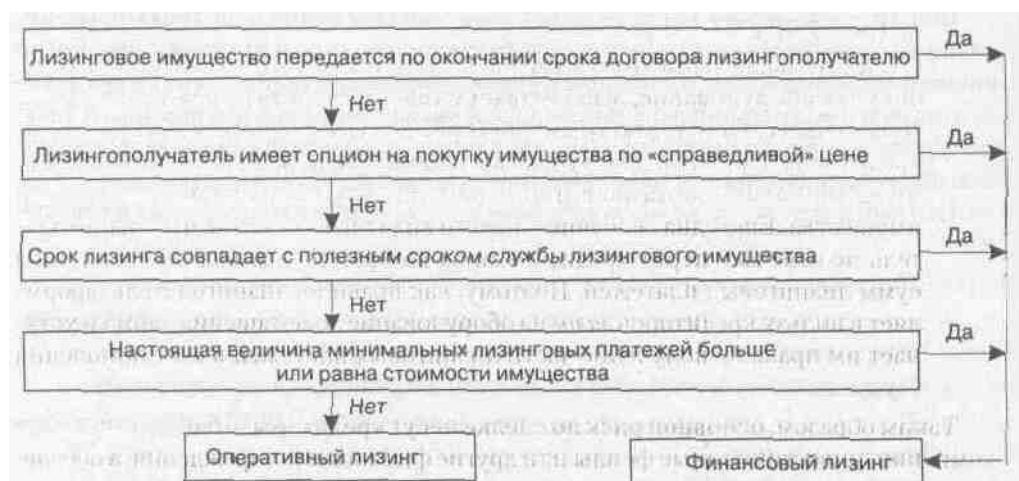 Лизинговое имущество передается по окончании срока договора лизингополучателю
Да
Нет
Лизингополучатель имеет опцион на покупку имущества по «справедливой» цене
Да
Нет
Срок лизинга совпадает с полезным сроком службы лизингового имущества
Да
Нет
Настоящая величина минимальных лизинговых платежей больше
или равна стоимости имущества
Да
Нет
Оперативный лизинг
Финансовый лизинг